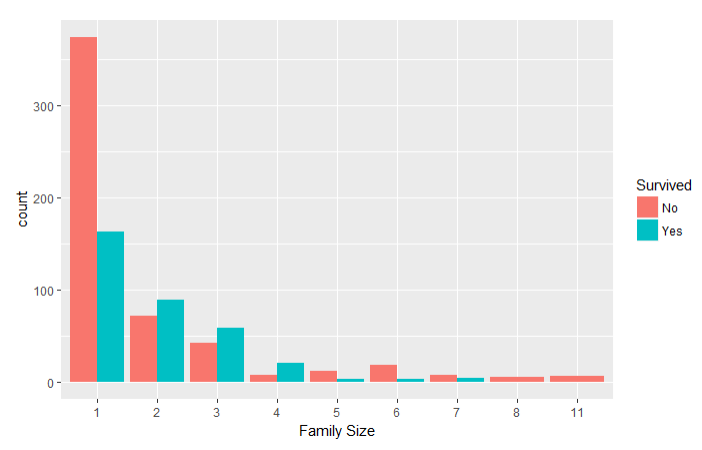 300
200
100
0
count
1 2 3 4 5 6 7 8 11
Family Size
Survived
No
Yes